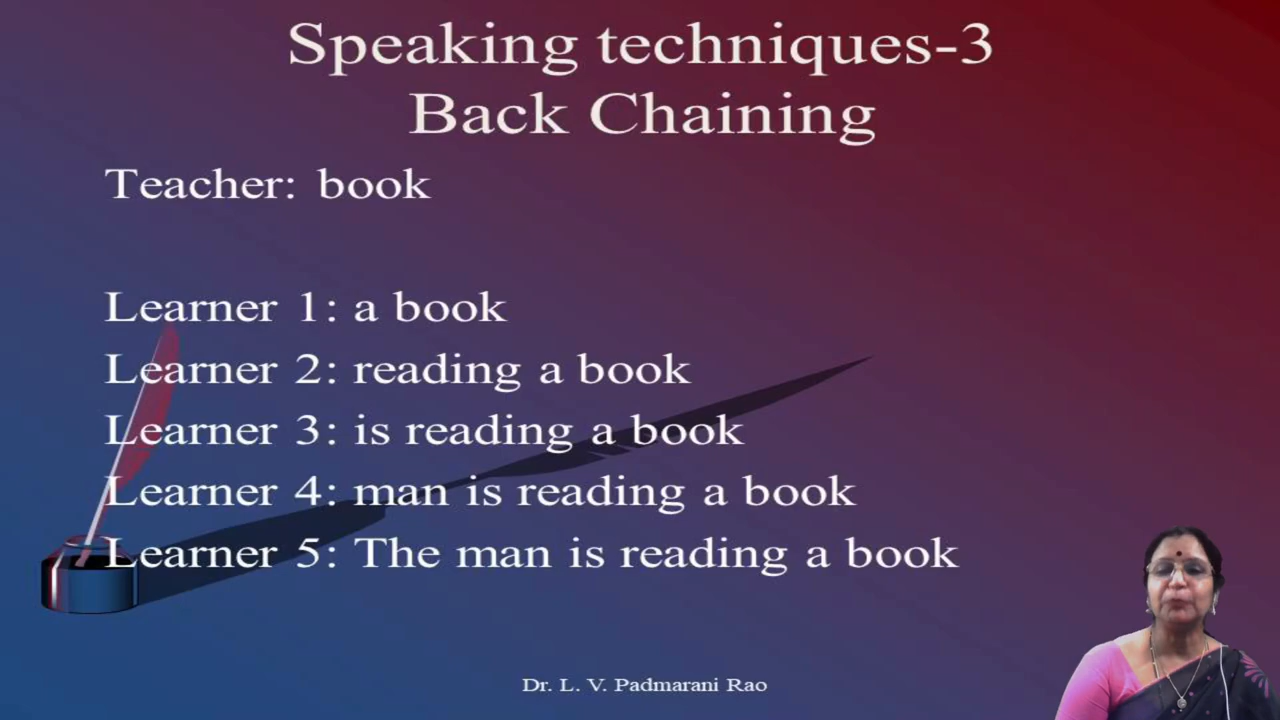 Speaking techniques-3
Back Chaining
Teacher: book
Learner 1: a book
Learner 2: reading a book
Learner 3: is reading a book
Learner 4: man is reading a book
Learner 5: The man is reading a book
Dr. L. V. Padmarani Rao